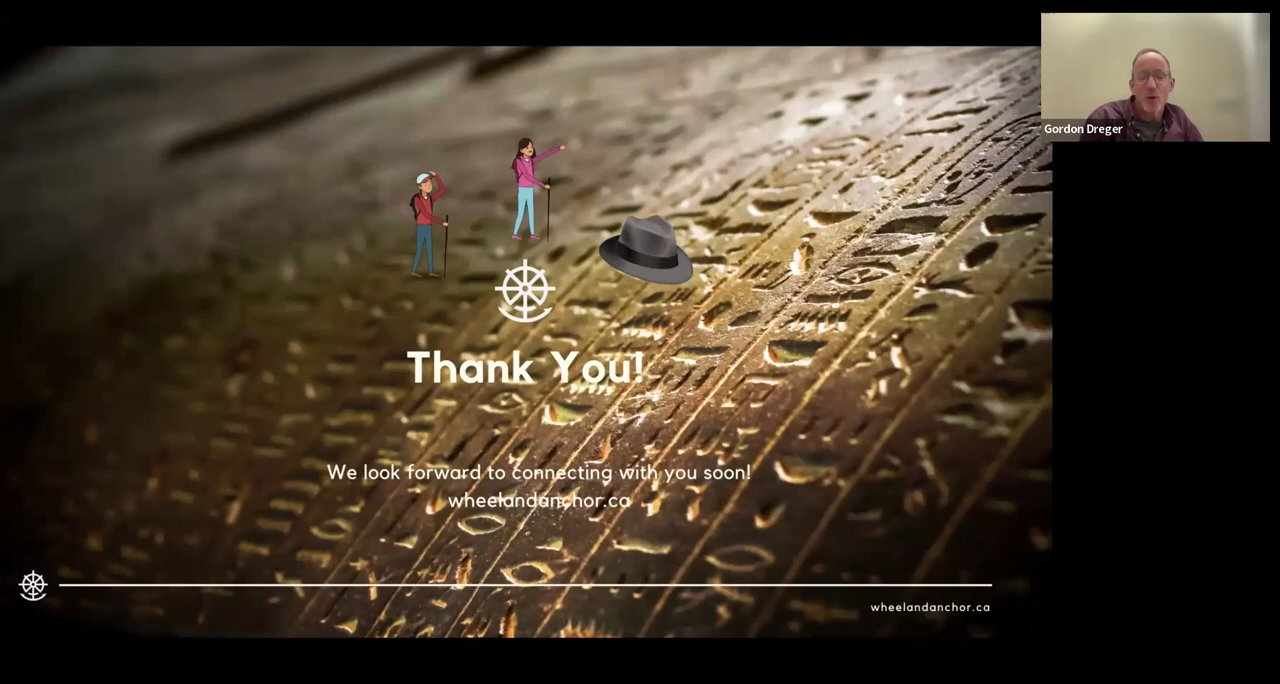 Gordon Dreger
Thank You!
We look forward to connecting with you soon!
wheelandanchor.ca
wheelandanchor.ca